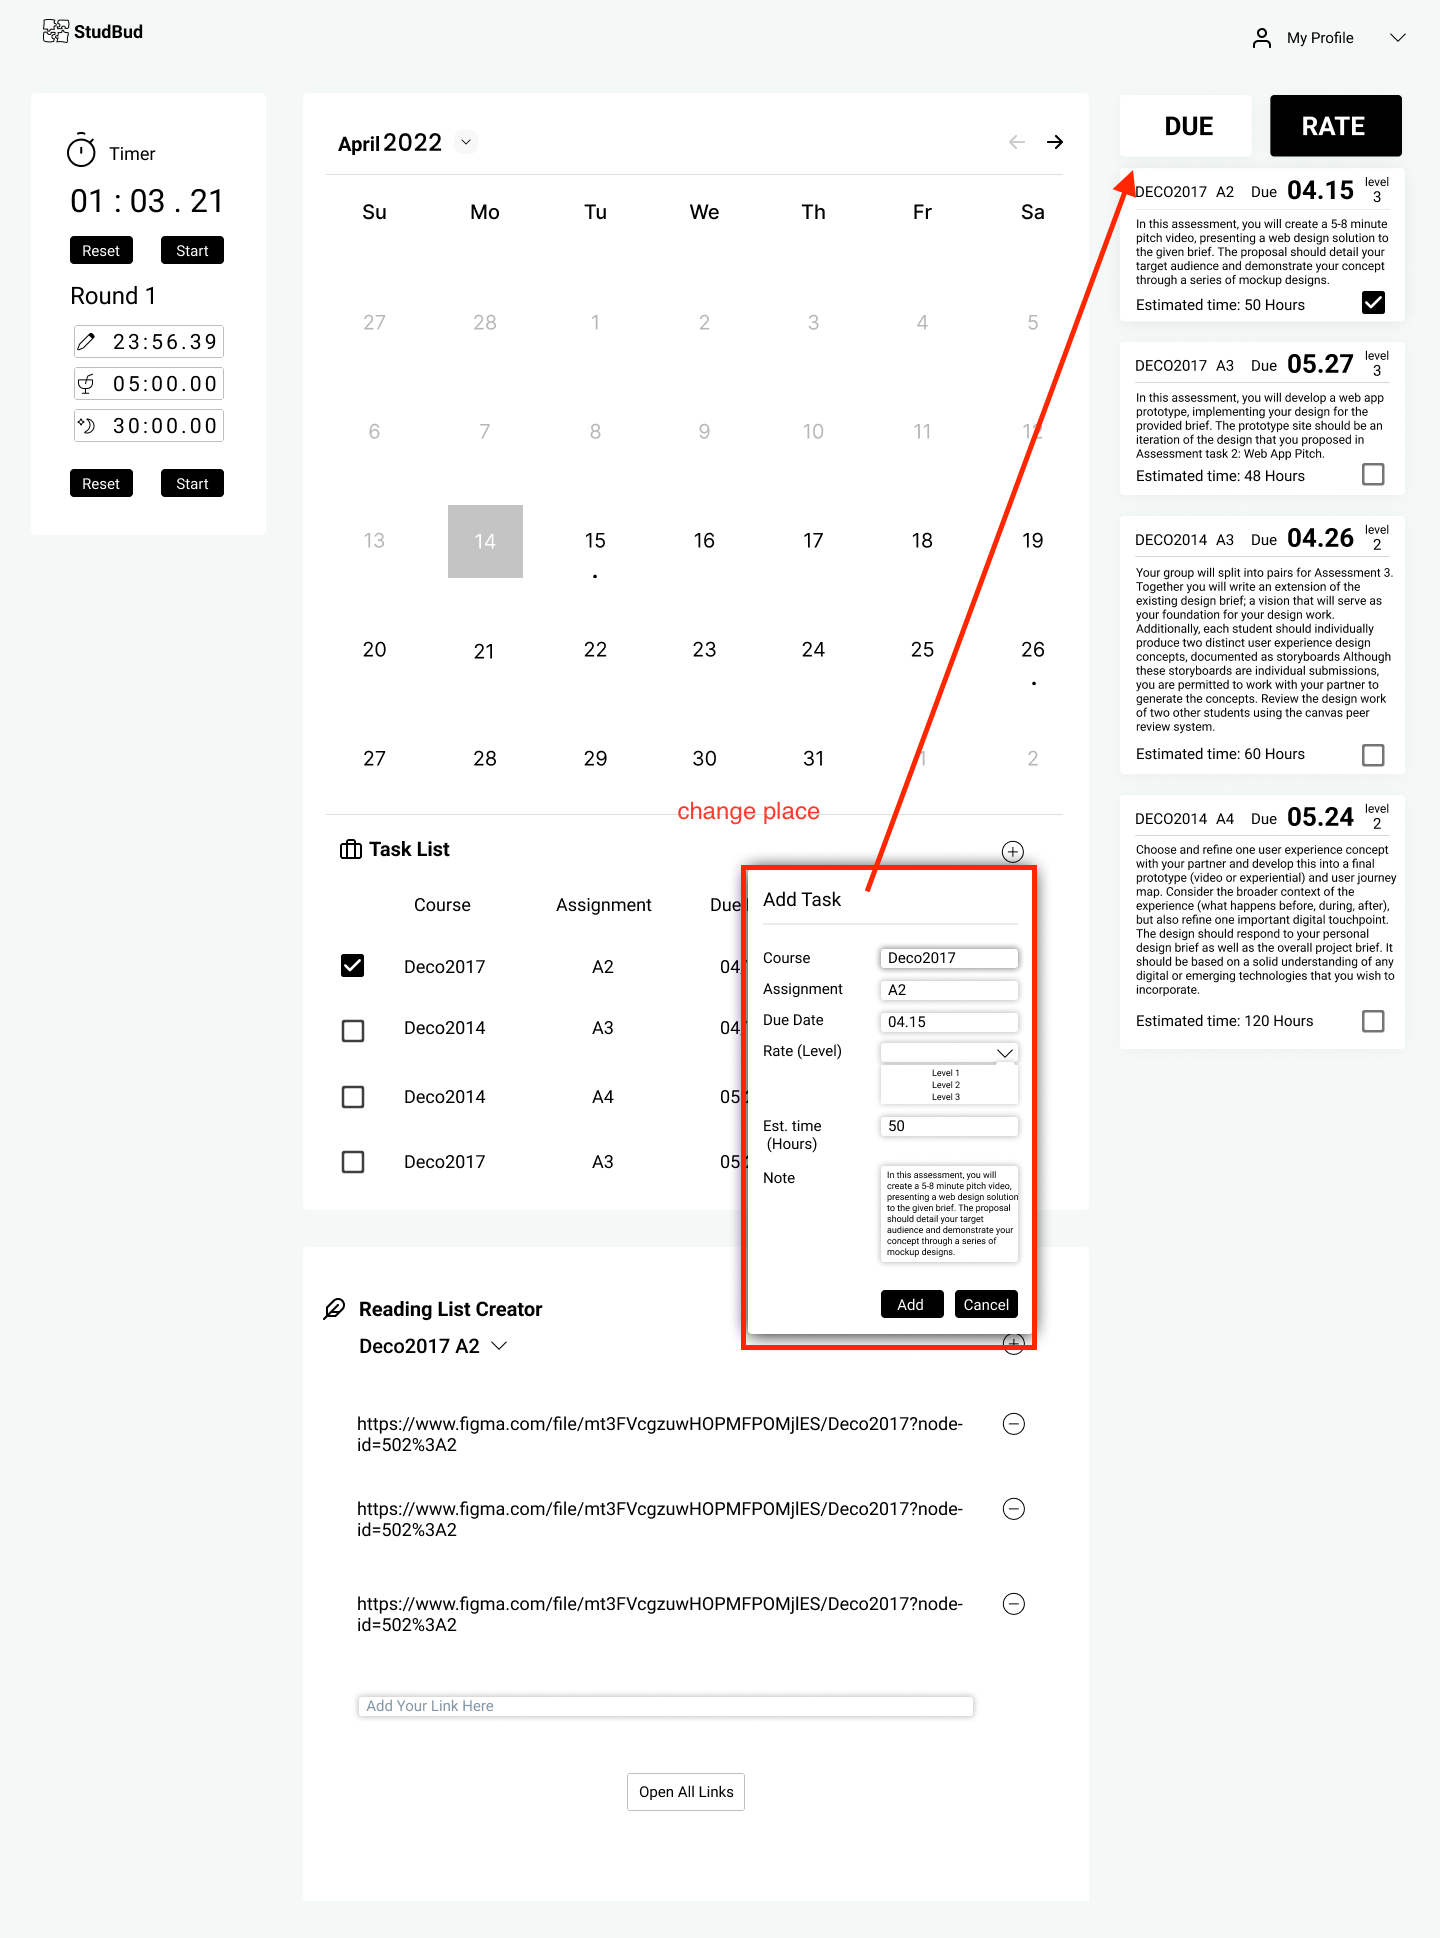 StudBud
My Profile
Timer
01 : 03 . 21
Reset Start
Round 1
23:56.39
05:00.00
30:00.00
Reset Start
April 2022
Su Mo Tu We Th Fr Sa
27 28 1 2 3 4 5
6 7 8 9 10 11 12
13 14 15 16 17 18 19
20 21 22 23 24 25 26
27 28 29 30 31 1 2
change place
Task List
Course Assignment Due
Deco2017 A2 04.
Deco2014 A3 04.
Deco2014 A4 05.
Deco2017 A3 05.
Add Task
Course Deco2017
Assignment A2
Due Date 04.15
Rate (Level)
Level 1
Level 2
Level 3
Est. time 50
(Hours)
Note
In this assessment, you will
create a 5-8 minute pitch video,
presenting a web design solution
to the given brief. The proposal
should detail your target
audience and demonstrate your
concept through a series of
mockup designs.
Add Cancel
Reading List Creator
Deco2017 A2
https://www.figma.com/file/mt3FVcgzuwHOPMFPOMjlES/Deco2017?node-
id=502%3A2
https://www.figma.com/file/mt3FVcgzuwHOPMFPOMjlES/Deco2017?node-
id=502%3A2
https://www.figma.com/file/mt3FVcgzuwHOPMFPOMjlES/Deco2017?node-
id=502%3A2
Add Your Link Here
Open All Links
DUE RATE
DECO2017 A2 Due 04.15 level
3
In this assessment, you will create a 5-8 minute
pitch video, presenting a web design solution to
the given brief. The proposal should detail your
target audience and demonstrate your concept
through a series of mockup designs.
Estimated time: 50 Hours
DECO2017 A3 Due 05.27 level
3
In this assessment, you will develop a web app
prototype, implementing your design for the
provided brief. The prototype site should be an
iteration of the design that you proposed in
Assessment task 2: Web App Pitch.
Estimated time: 48 Hours
DECO2014 A3 Due 04.26 level
2
Your group will split into pairs for Assessment 3.
Together you will write an extension of the
existing design brief; a vision that will serve as
your foundation for your design work.
Additionally, each student should individually
produce two distinct user experience design
concepts, documented as storyboards Although
these storyboards are individual submissions,
you are permitted to work with your partner to
generate the concepts. Review the design work
of two other students using the canvas peer
review system.
Estimated time: 60 Hours
DECO2014 A4 Due 05.24 level
2
Choose and refine one user experience concept
with your partner and develop this into a final
prototype (video or experiential) and user journey
map. Consider the broader context of the
experience (what happens before, during, after),
but also refine one important digital touchpoint.
The design should respond to your personal
design brief as well as the overall project brief. It
should be based on a solid understanding of any
digital or emerging technologies that you wish to
incorporate.
Estimated time: 120 Hours